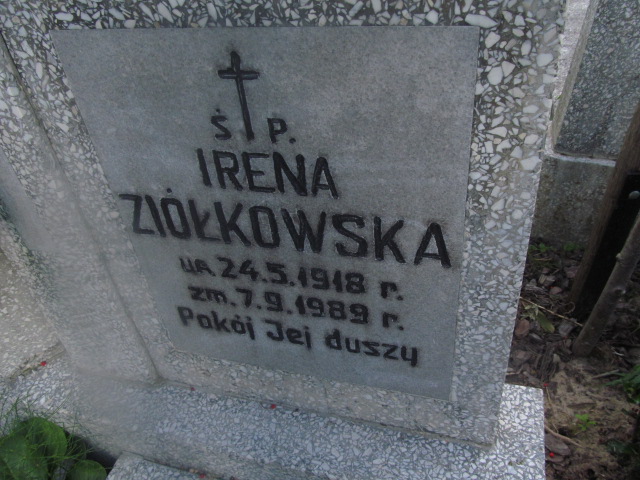 Ś P.
IRENA
ZIÓŁKOWSKA
UR. 24.5.1918 r.
zm. 7.9.1989 r.
Pokój Jej duszy